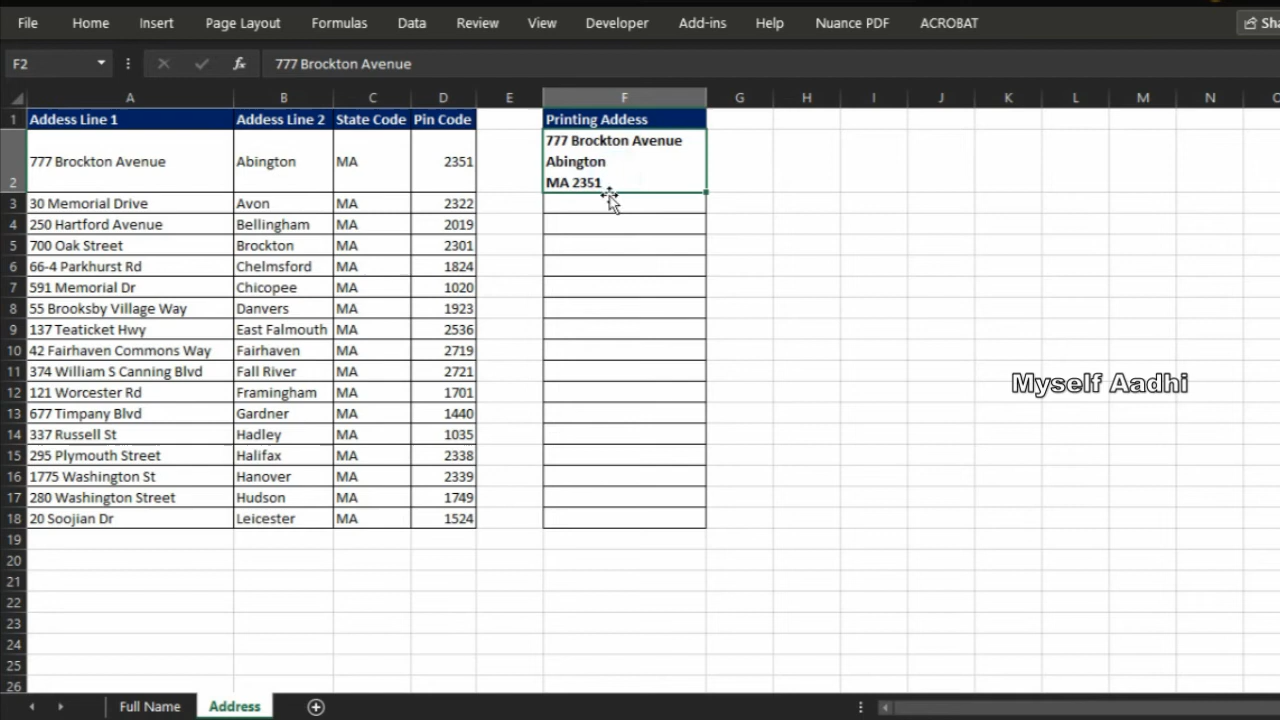 File Home Insert Page Layout Formulas Data Review View Developer Add-ins Help Nuance PDF ACROBAT Sha
F2 fx 777 Brockton Avenue
A B C D E F G H I J K L M N
1 Addess Line 1 Addess Line 2 State Code Pin Code Printing Addess
777 Brockton Avenue
2 777 Brockton Avenue Abington MA 2351 Abington
MA 2351
3 30 Memorial Drive Avon MA 2322
4 250 Hartford Avenue Bellingham MA 2019
5 700 Oak Street Brockton MA 2301
6 66-4 Parkhurst Rd Chelmsford MA 1824
7 591 Memorial Dr Chicopee MA 1020
8 55 Brooksby Village Way Danvers MA 1923
9 137 Teaticket Hwy East Falmouth MA 2536
10 42 Fairhaven Commons Way Fairhaven MA 2719
11 374 William S Canning Blvd Fall River MA 2721
12 121 Worcester Rd Framingham MA 1701
13 677 Timpany Blvd Gardner MA 1440
14 337 Russell St Hadley MA 1035
15 295 Plymouth Street Halifax MA 2338
16 1775 Washington St Hanover MA 2339
17 280 Washington Street Hudson MA 1749
18 20 Soojian Dr Leicester MA 1524
19
20
21
22
23
24
25
26
Myself Aadhi
Full Name Address